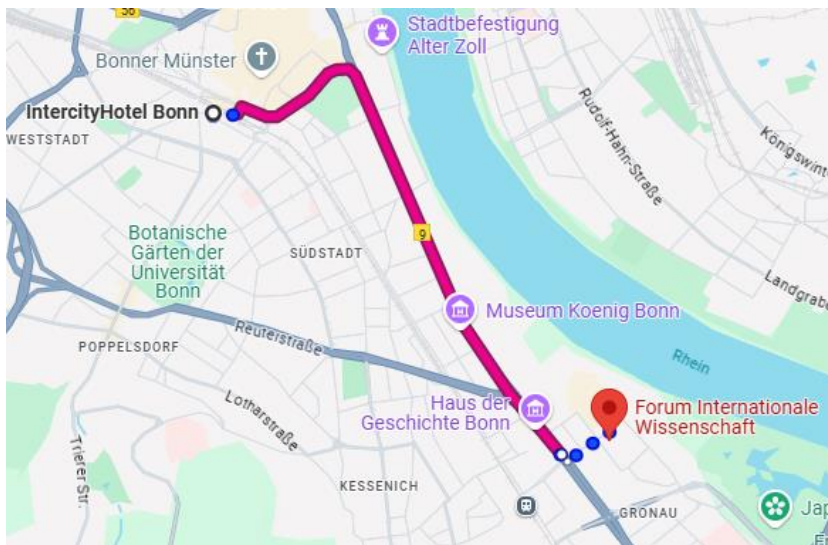 56
Stadtbefestigung
Alter Zoll
Bonner Münster
IntercityHotel Bonn
WESTSTADT
Rudolf-Hahn-Straße
Königswinte
Botanische
Gärten der
Universität
Bonn
SÜDSTADT
9
Landgrabe
Museum Koenig Bonn
Reuterstraße
POPPELSDORF
Rhein
Lotharstraße
Haus der
Geschichte Bonn
Forum Internationale
Wissenschaft
Trierer Str.
KESSENICH
GRONAU
Jap